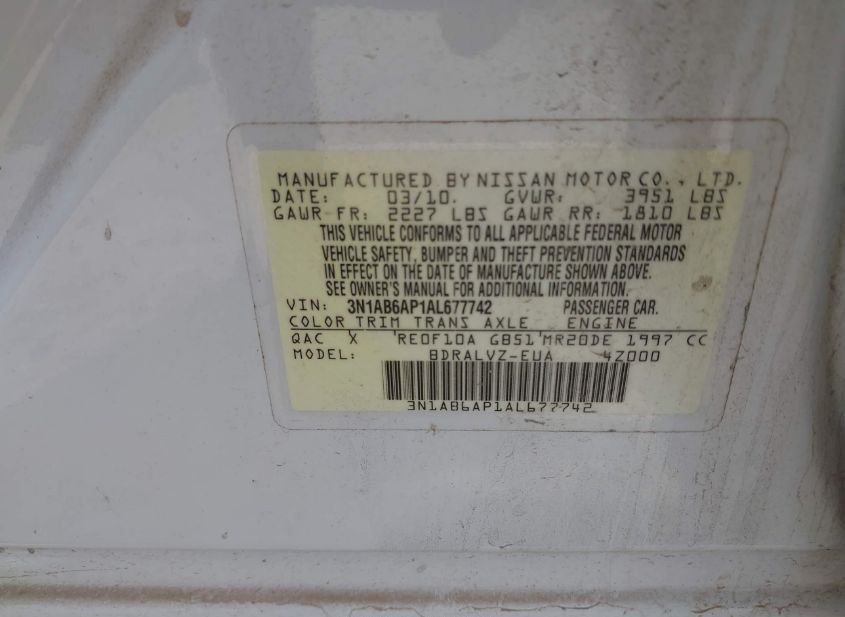 MANUFACTURED BY NISSAN MOTOR CO., LTD.
DATE: 03/10. GVWR: 3951 LBS
GAWR FR: 2227 LBS GAWR RR: 1810 LBS
THIS VEHICLE CONFORMS TO ALL APPLICABLE FEDERAL MOTOR
VEHICLE SAFETY, BUMPER AND THEFT PREVENTION STANDARDS
IN EFFECT ON THE DATE OF MANUFACTURE SHOWN ABOVE.
SEE OWNER'S MANUAL FOR ADDITIONAL INFORMATION.
VIN: 3N1AB6AP1AL677742 PASSENGER CAR.
COLOR TRIM TRANS AXLE ENGINE
QAC X RE0F10A GB51 MR20DE 1997 CC
MODEL: BDRALVZ-EUA 4Z000
3N1AB6AP1AL677742